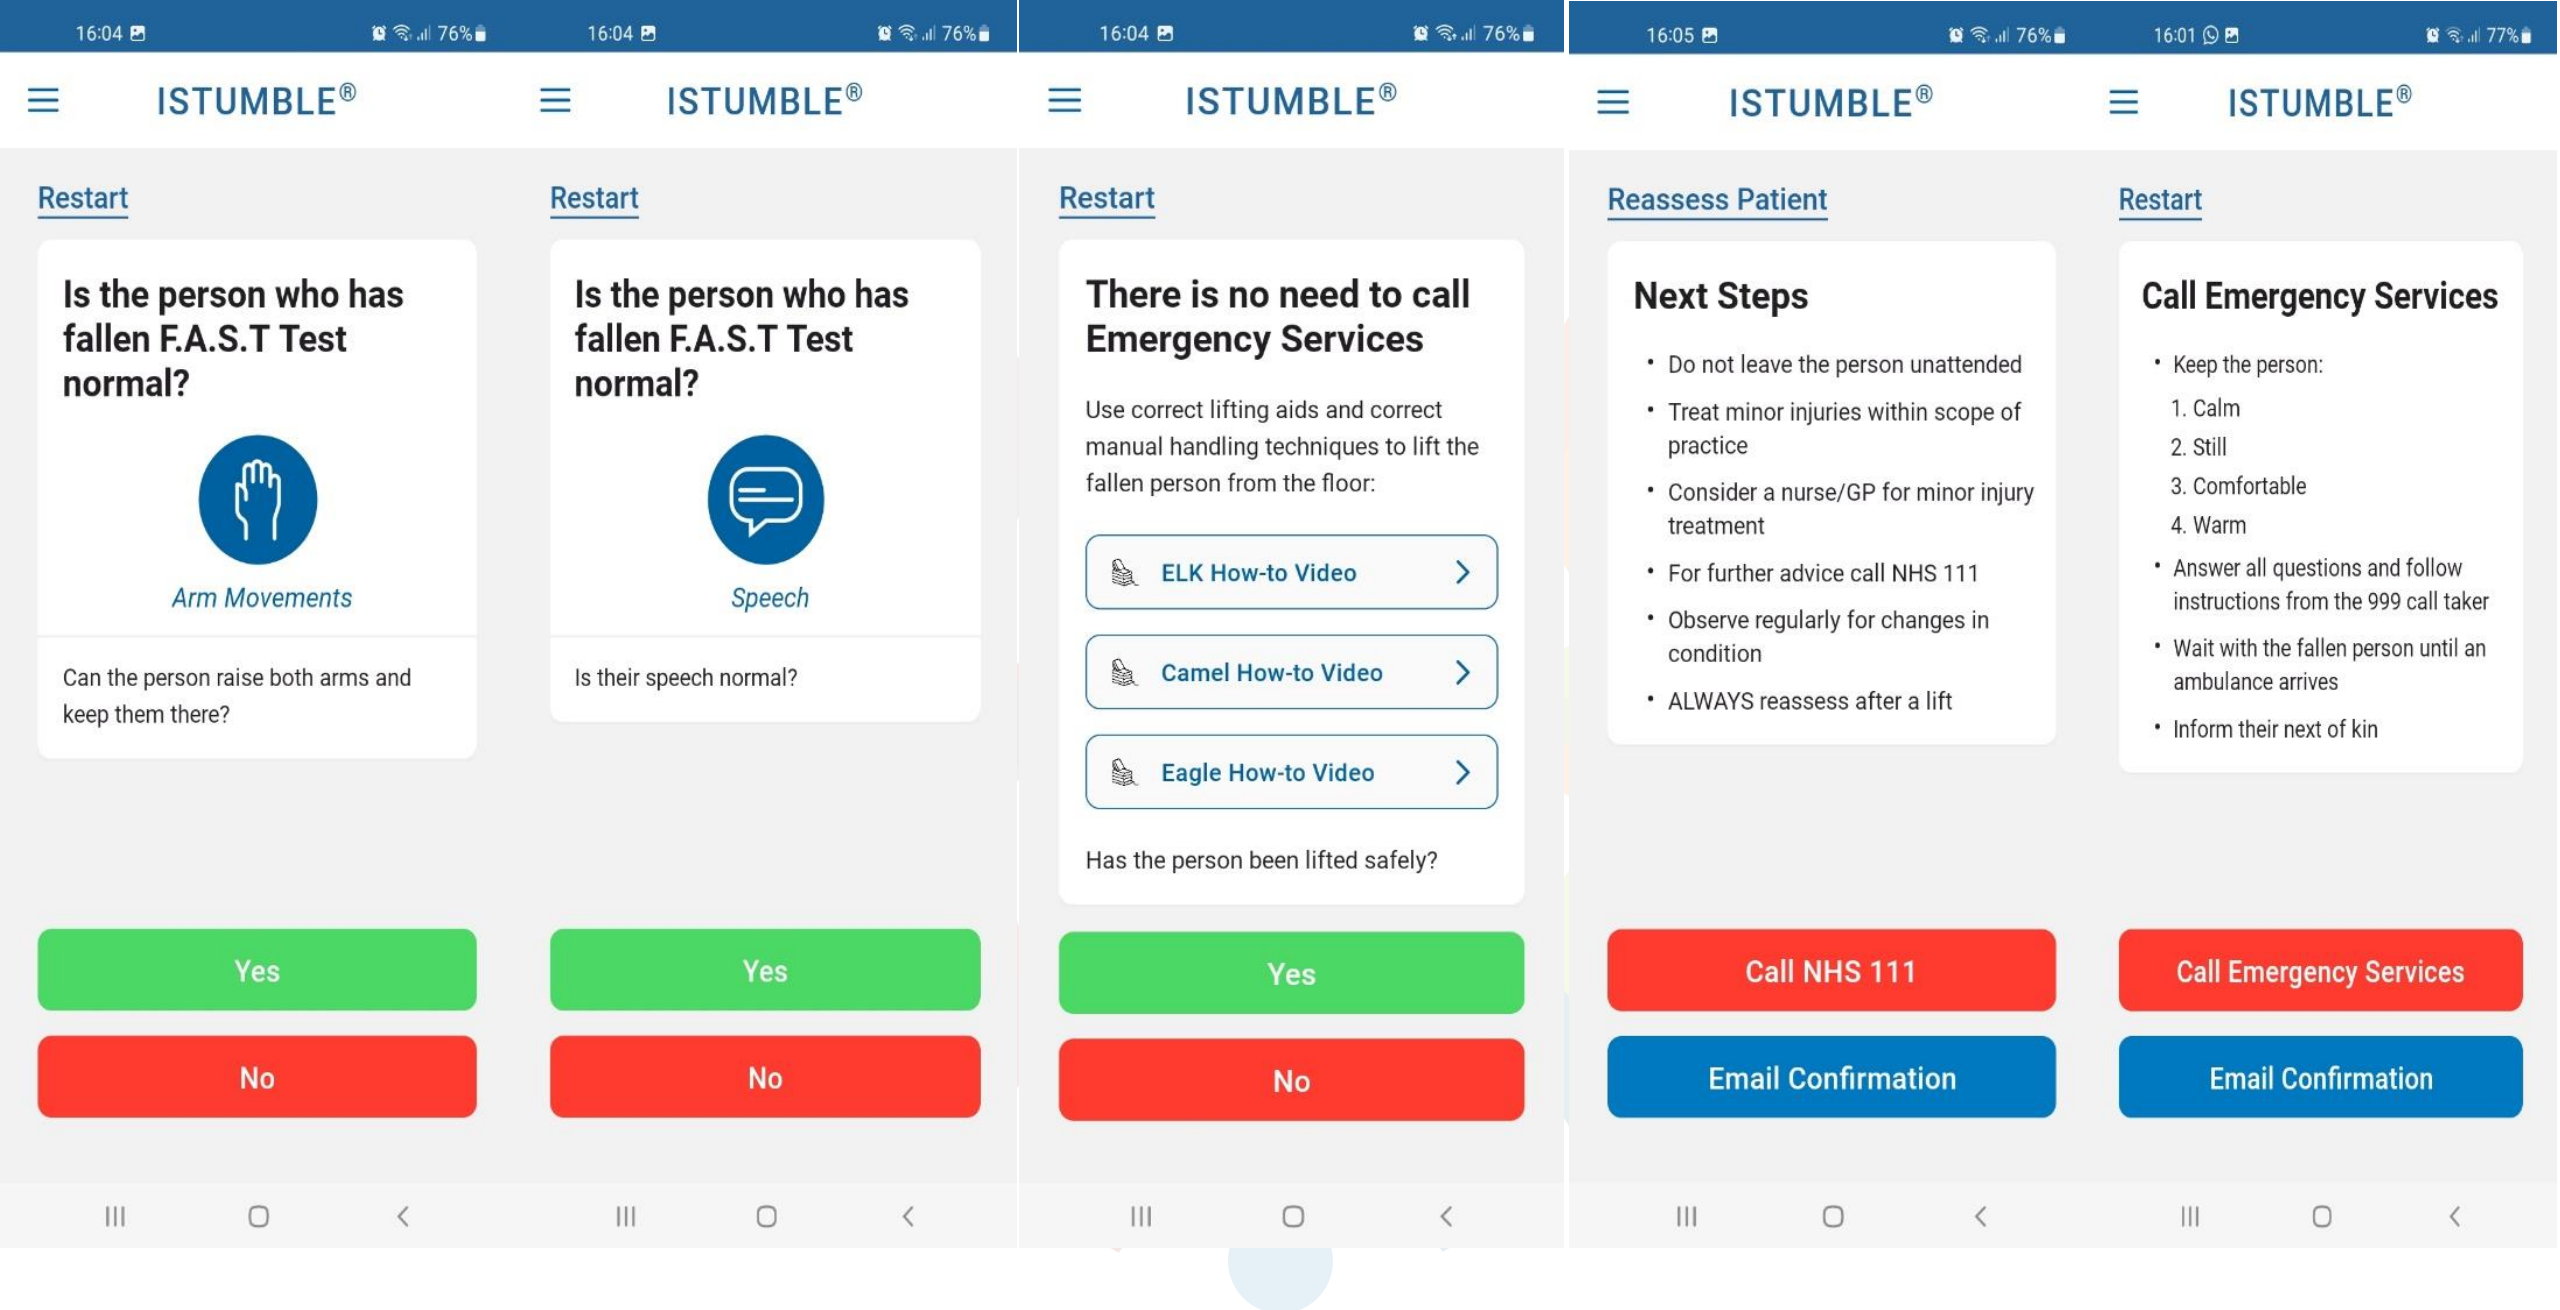 16:04
76%
ISTUMBLE®
Restart
Is the person who has
fallen F.A.S.T Test
normal?
Arm Movements
Can the person raise both arms and
keep them there?
Yes
No
16:04
76%
ISTUMBLE®
Restart
Is the person who has
fallen F.A.S.T Test
normal?
Speech
Is their speech normal?
Yes
No
16:04
76%
ISTUMBLE®
Restart
There is no need to call
Emergency Services
Use correct lifting aids and correct
manual handling techniques to lift the
fallen person from the floor:
ELK How-to Video
Camel How-to Video
Eagle How-to Video
Has the person been lifted safely?
Yes
No
16:05
76%
ISTUMBLE®
Reassess Patient
Next Steps
• Do not leave the person unattended
• Treat minor injuries within scope of
practice
• Consider a nurse/GP for minor injury
treatment
• For further advice call NHS 111
• Observe regularly for changes in
condition
• ALWAYS reassess after a lift
Call NHS 111
Email Confirmation
16:01
77%
ISTUMBLE®
Restart
Call Emergency Services
• Keep the person:
1. Calm
2. Still
3. Comfortable
4. Warm
• Answer all questions and follow
instructions from the 999 call taker
• Wait with the fallen person until an
ambulance arrives
• Inform their next of kin
Call Emergency Services
Email Confirmation